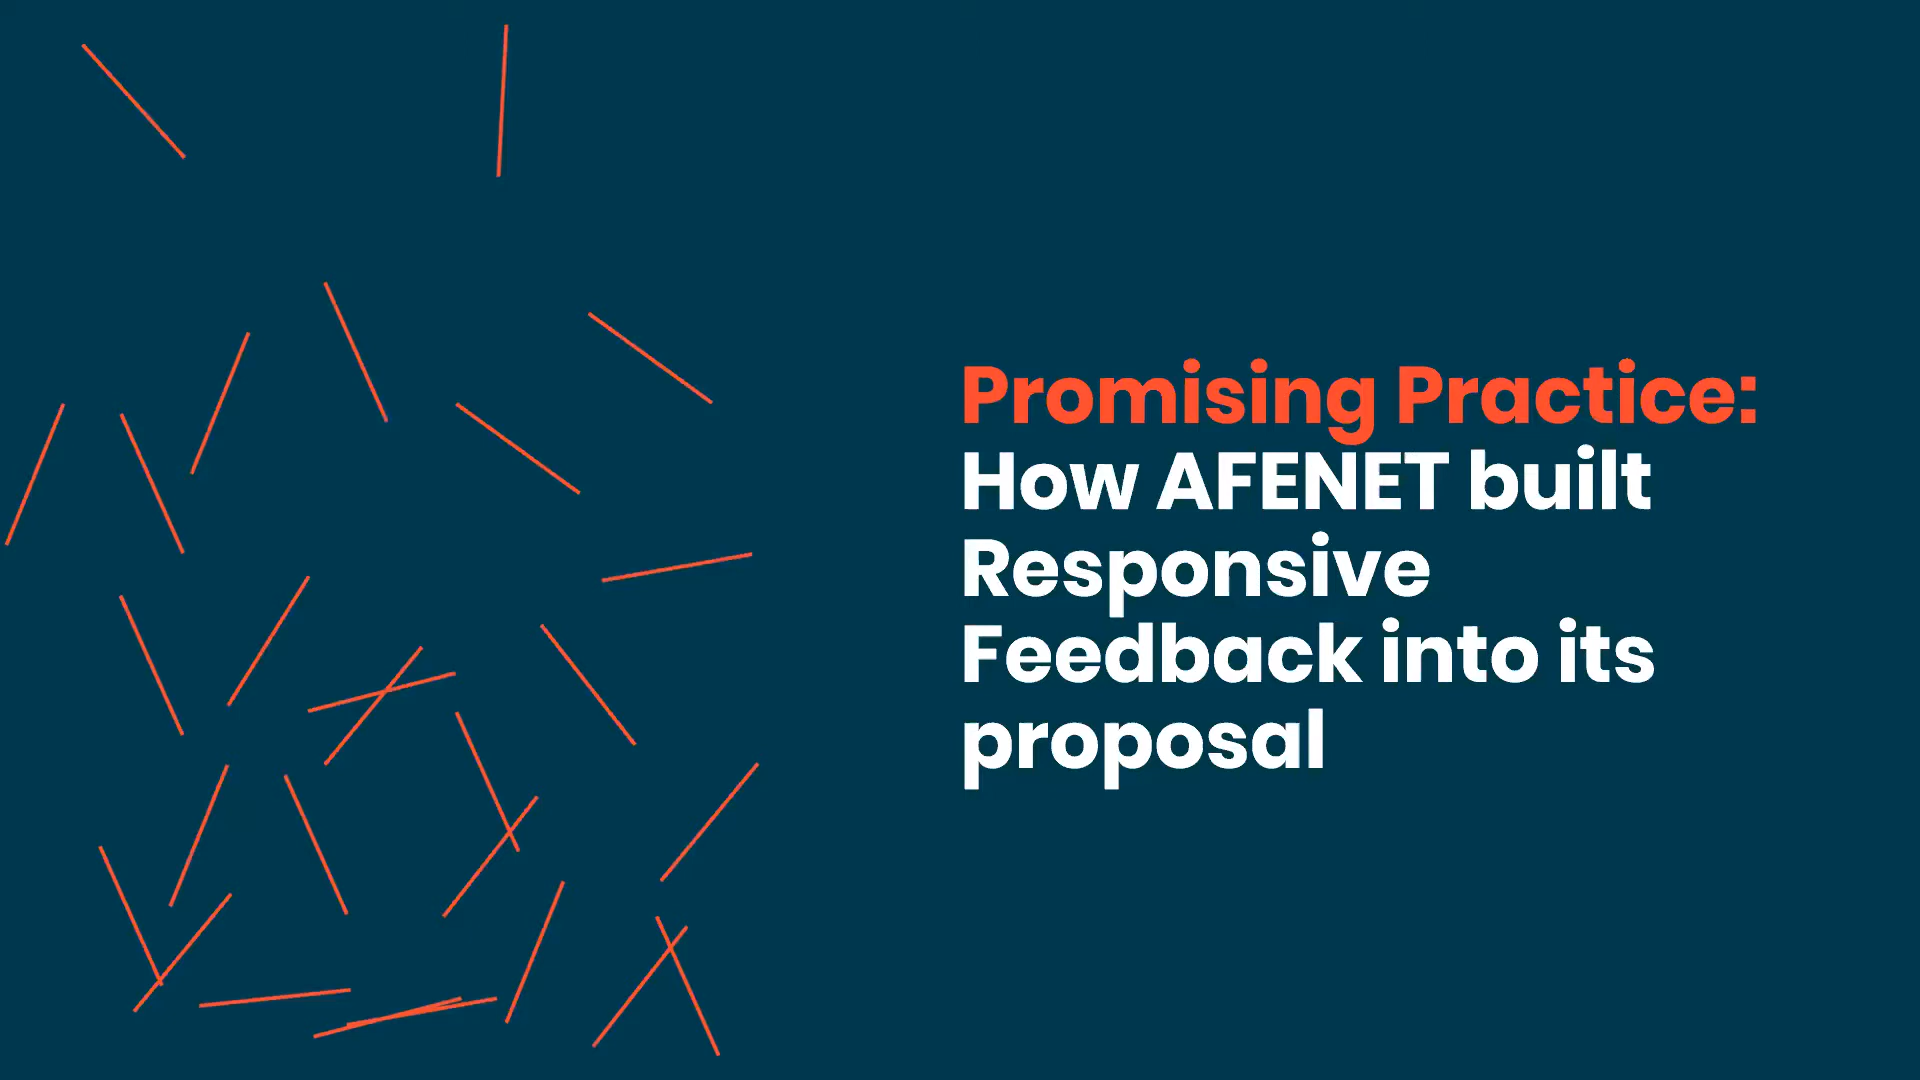 Promising Practice:
How AFENET built
Responsive
Feedback into its
proposal